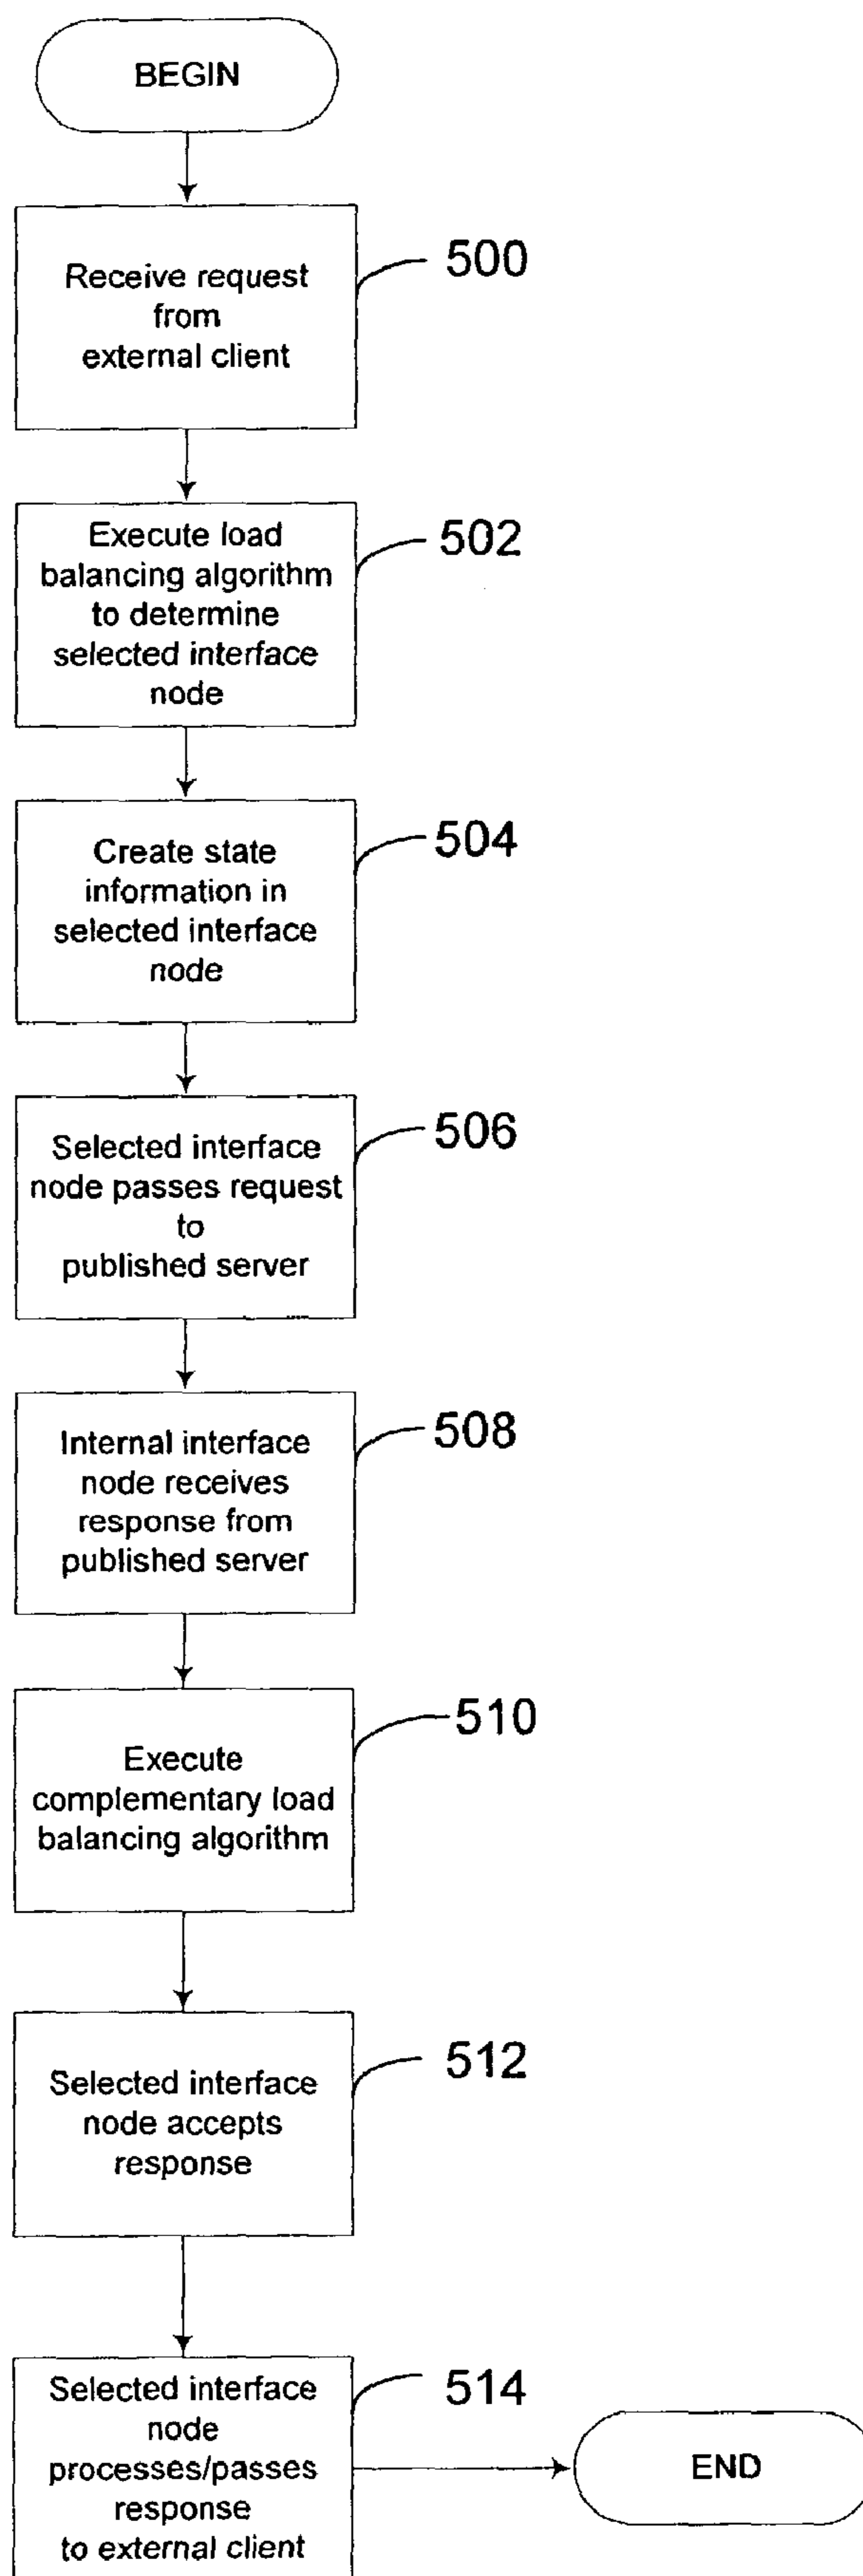 BEGIN
Receive request
from
external client
500
Execute load
balancing algorithm
to determine
selected interface
node
502
Create state
information in
selected interface
node
504
Selected interface
node passes request
to
published server
506
Internal interface
node receives
response from
published server
508
Execute
complementary load
balancing algorithm
510
Selected interface
node accepts
response
512
Selected interface
node
processes/passes
response
to external client
514
END